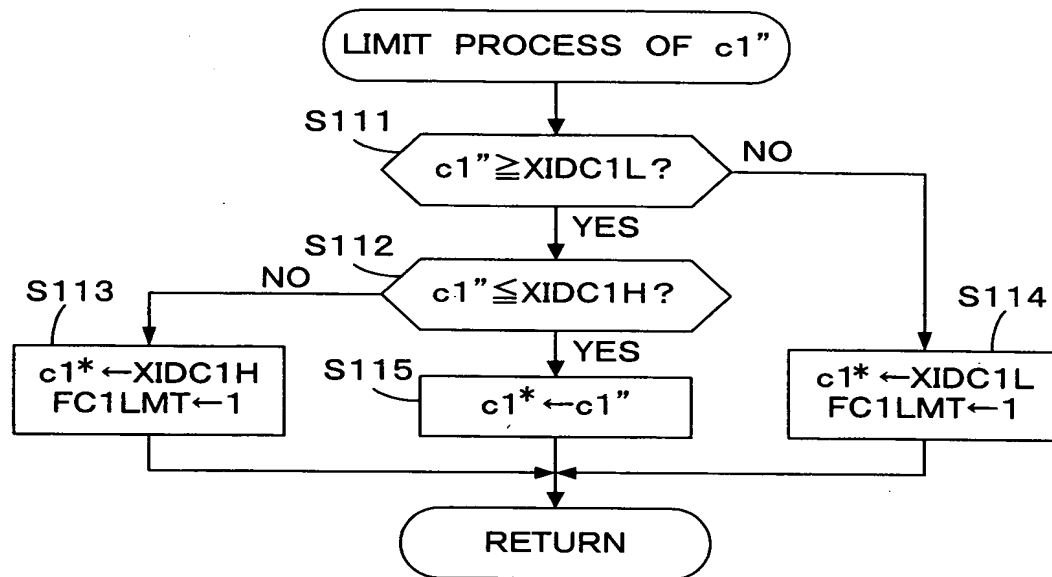 LIMIT PROCESS OF c1”
S111
c1”≧XIDC1L?
NO
YES
S112
c1”≦XIDC1H?
NO
YES
S113
c1*←XIDC1H
FC1LMT←1
S115
c1*←c1”
S114
c1*←XIDC1L
FC1LMT←1
RETURN